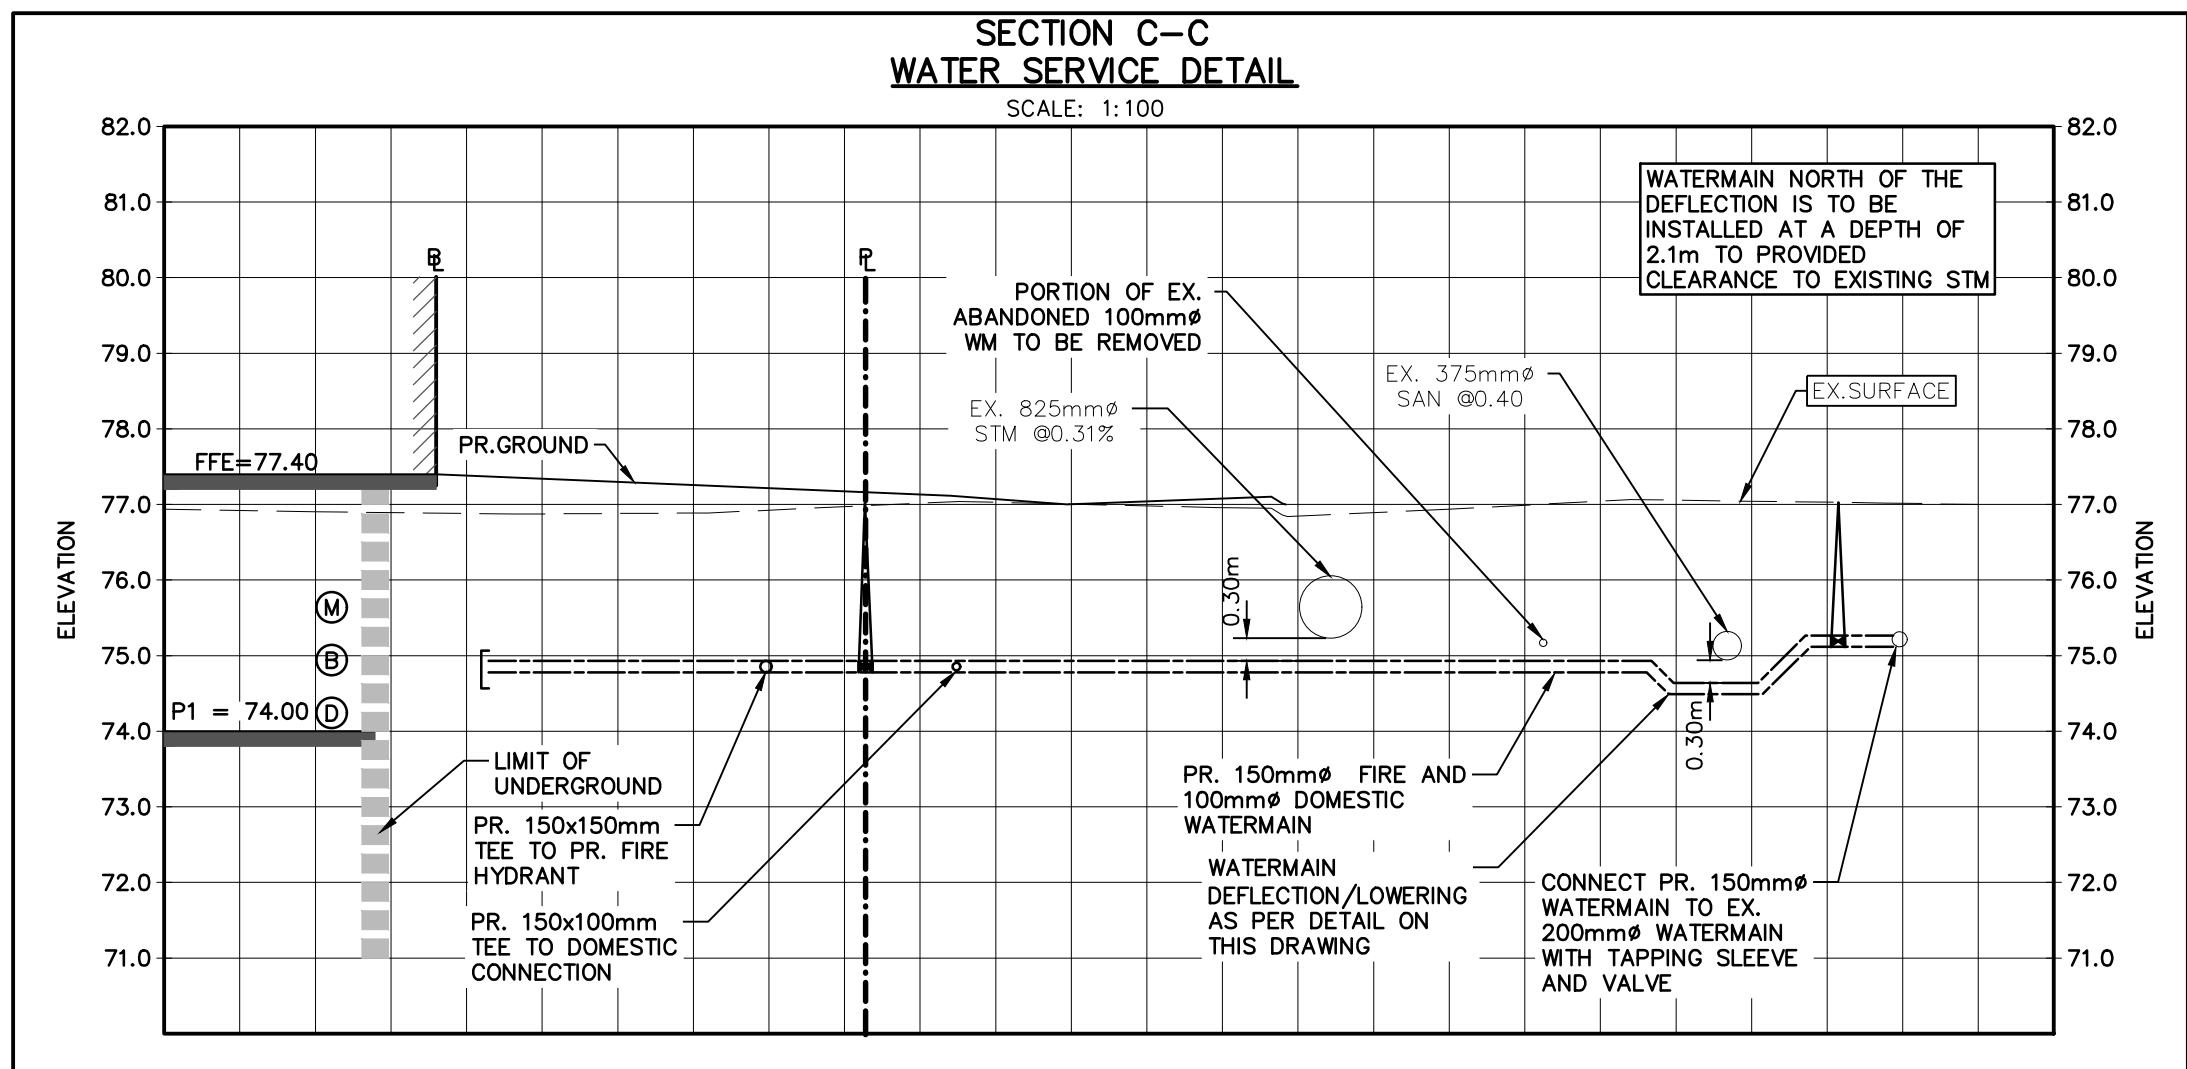 SECTION C-C
WATER SERVICE DETAIL
SCALE: 1:100
82.0
81.0
80.0
79.0
78.0
77.0
76.0
75.0
74.0
73.0
72.0
71.0
ELEVATION
82.0
81.0
80.0
79.0
78.0
77.0
76.0
75.0
74.0
73.0
72.0
71.0
ELEVATION
WATERMAIN NORTH OF THE
DEFLECTION IS TO BE
INSTALLED AT A DEPTH OF
2.1m TO PROVIDED
CLEARANCE TO EXISTING STM
BL
PL
PORTION OF EX.
ABANDONED 100mmø
WM TO BE REMOVED
EX. 375mmø
SAN @0.40
EX.SURFACE
EX. 825mmø
STM @0.31%
PR.GROUND
FFE=77.40
0.30m
M
B
D
P1 = 74.00
0.30m
LIMIT OF
UNDERGROUND
PR. 150x150mm
TEE TO PR. FIRE
HYDRANT
PR. 150x100mm
TEE TO DOMESTIC
CONNECTION
PR. 150mmø FIRE AND
100mmø DOMESTIC
WATERMAIN
WATERMAIN
DEFLECTION/LOWERING
AS PER DETAIL ON
THIS DRAWING
CONNECT PR. 150mmø
WATERMAIN TO EX.
200mmø WATERMAIN
WITH TAPPING SLEEVE
AND VALVE